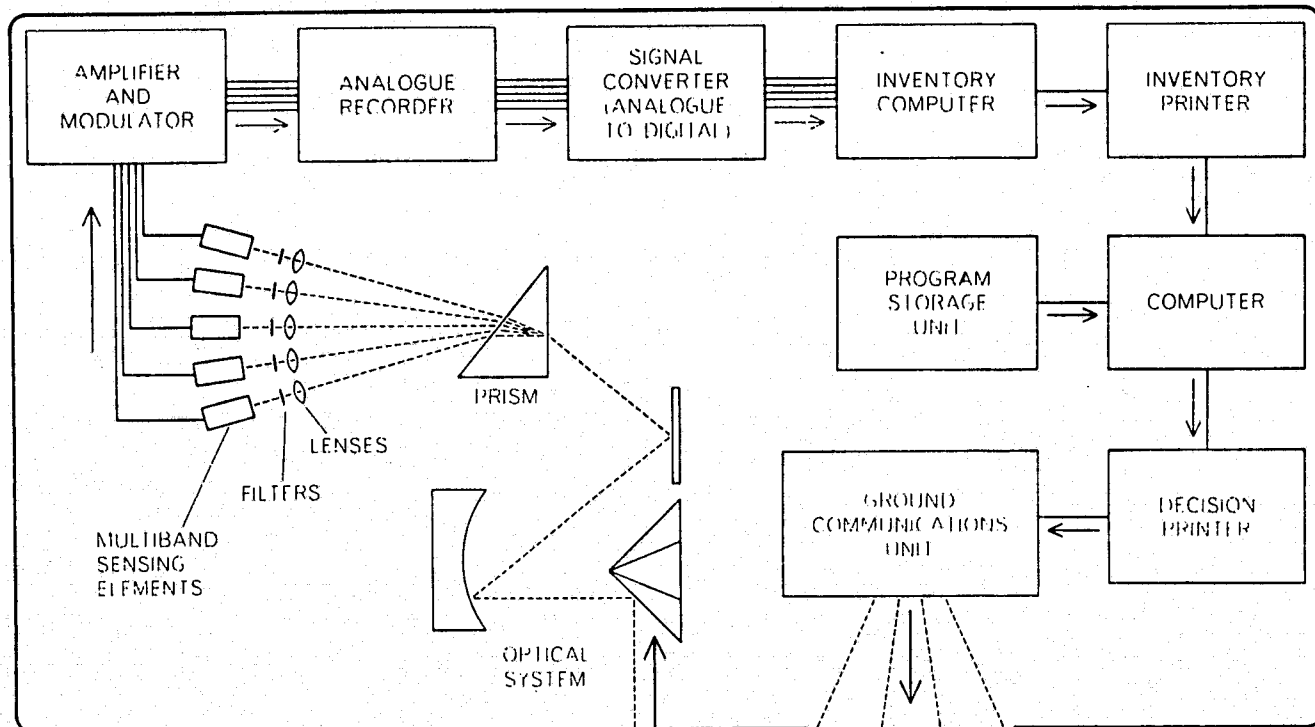 AMPLIFIER
AND
MODULATOR
ANALOGUE
RECORDER
SIGNAL
CONVERTER
(ANALOGUE
TO DIGITAL)
INVENTORY
COMPUTER
INVENTORY
PRINTER
PROGRAM
STORAGE
UNIT
COMPUTER
PRISM
LENSES
FILTERS
MULTIBAND
SENSING
ELEMENTS
GROUND
COMMUNICATIONS
UNIT
DECISION
PRINTER
OPTICAL
SYSTEM